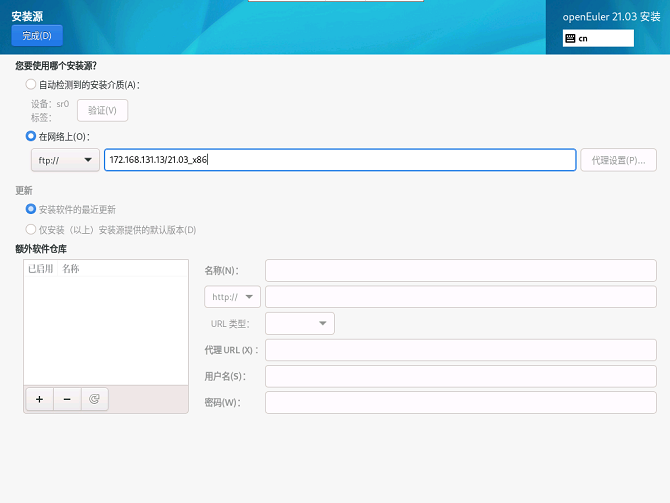 安装源
完成(D)
openEuler 21.03 安装
cn
您要使用哪个安装源？
自动检测到的安装介质(A)：
设备：sr0
标签：
验证(V)
在网络上(O)：
ftp://
172.168.131.13/21.03_x86
代理设置(P)...
更新
安装软件的最近更新
仅安装（以上）安装源提供的默认版本(D)
额外软件仓库
已启用 名称
名称(N)：
http://
URL 类型：
代理 URL (X)：
用户名(S)：
密码(W)：